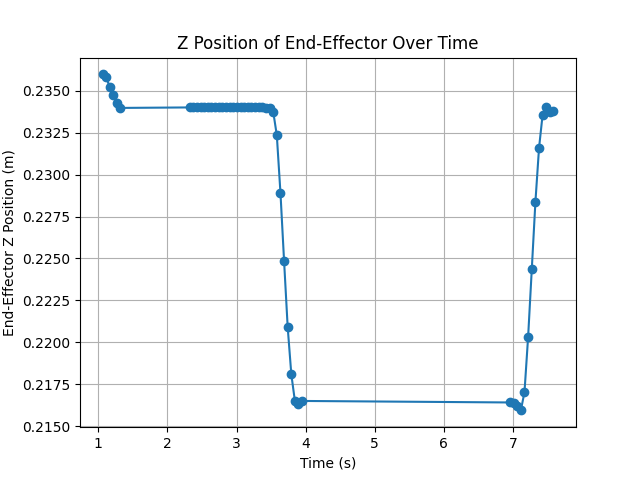 Z Position of End-Effector Over Time
End-Effector Z Position (m)
0.2350
0.2325
0.2300
0.2275
0.2250
0.2225
0.2200
0.2175
0.2150
1 2 3 4 5 6 7
Time (s)